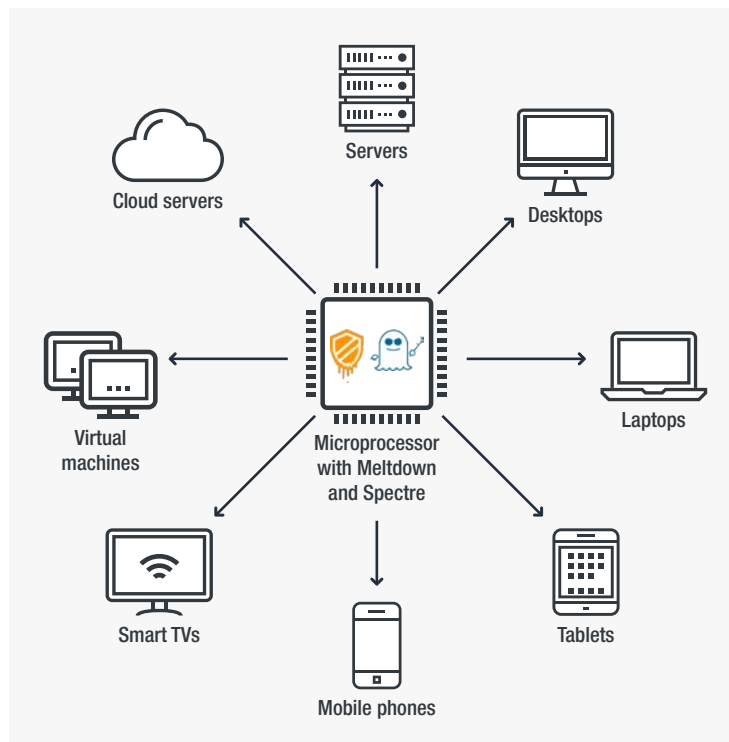 Servers
Cloud servers
Desktops
Virtual
machines
Microprocessor
with Meltdown
and Spectre
Laptops
Smart TVs
Mobile phones
Tablets